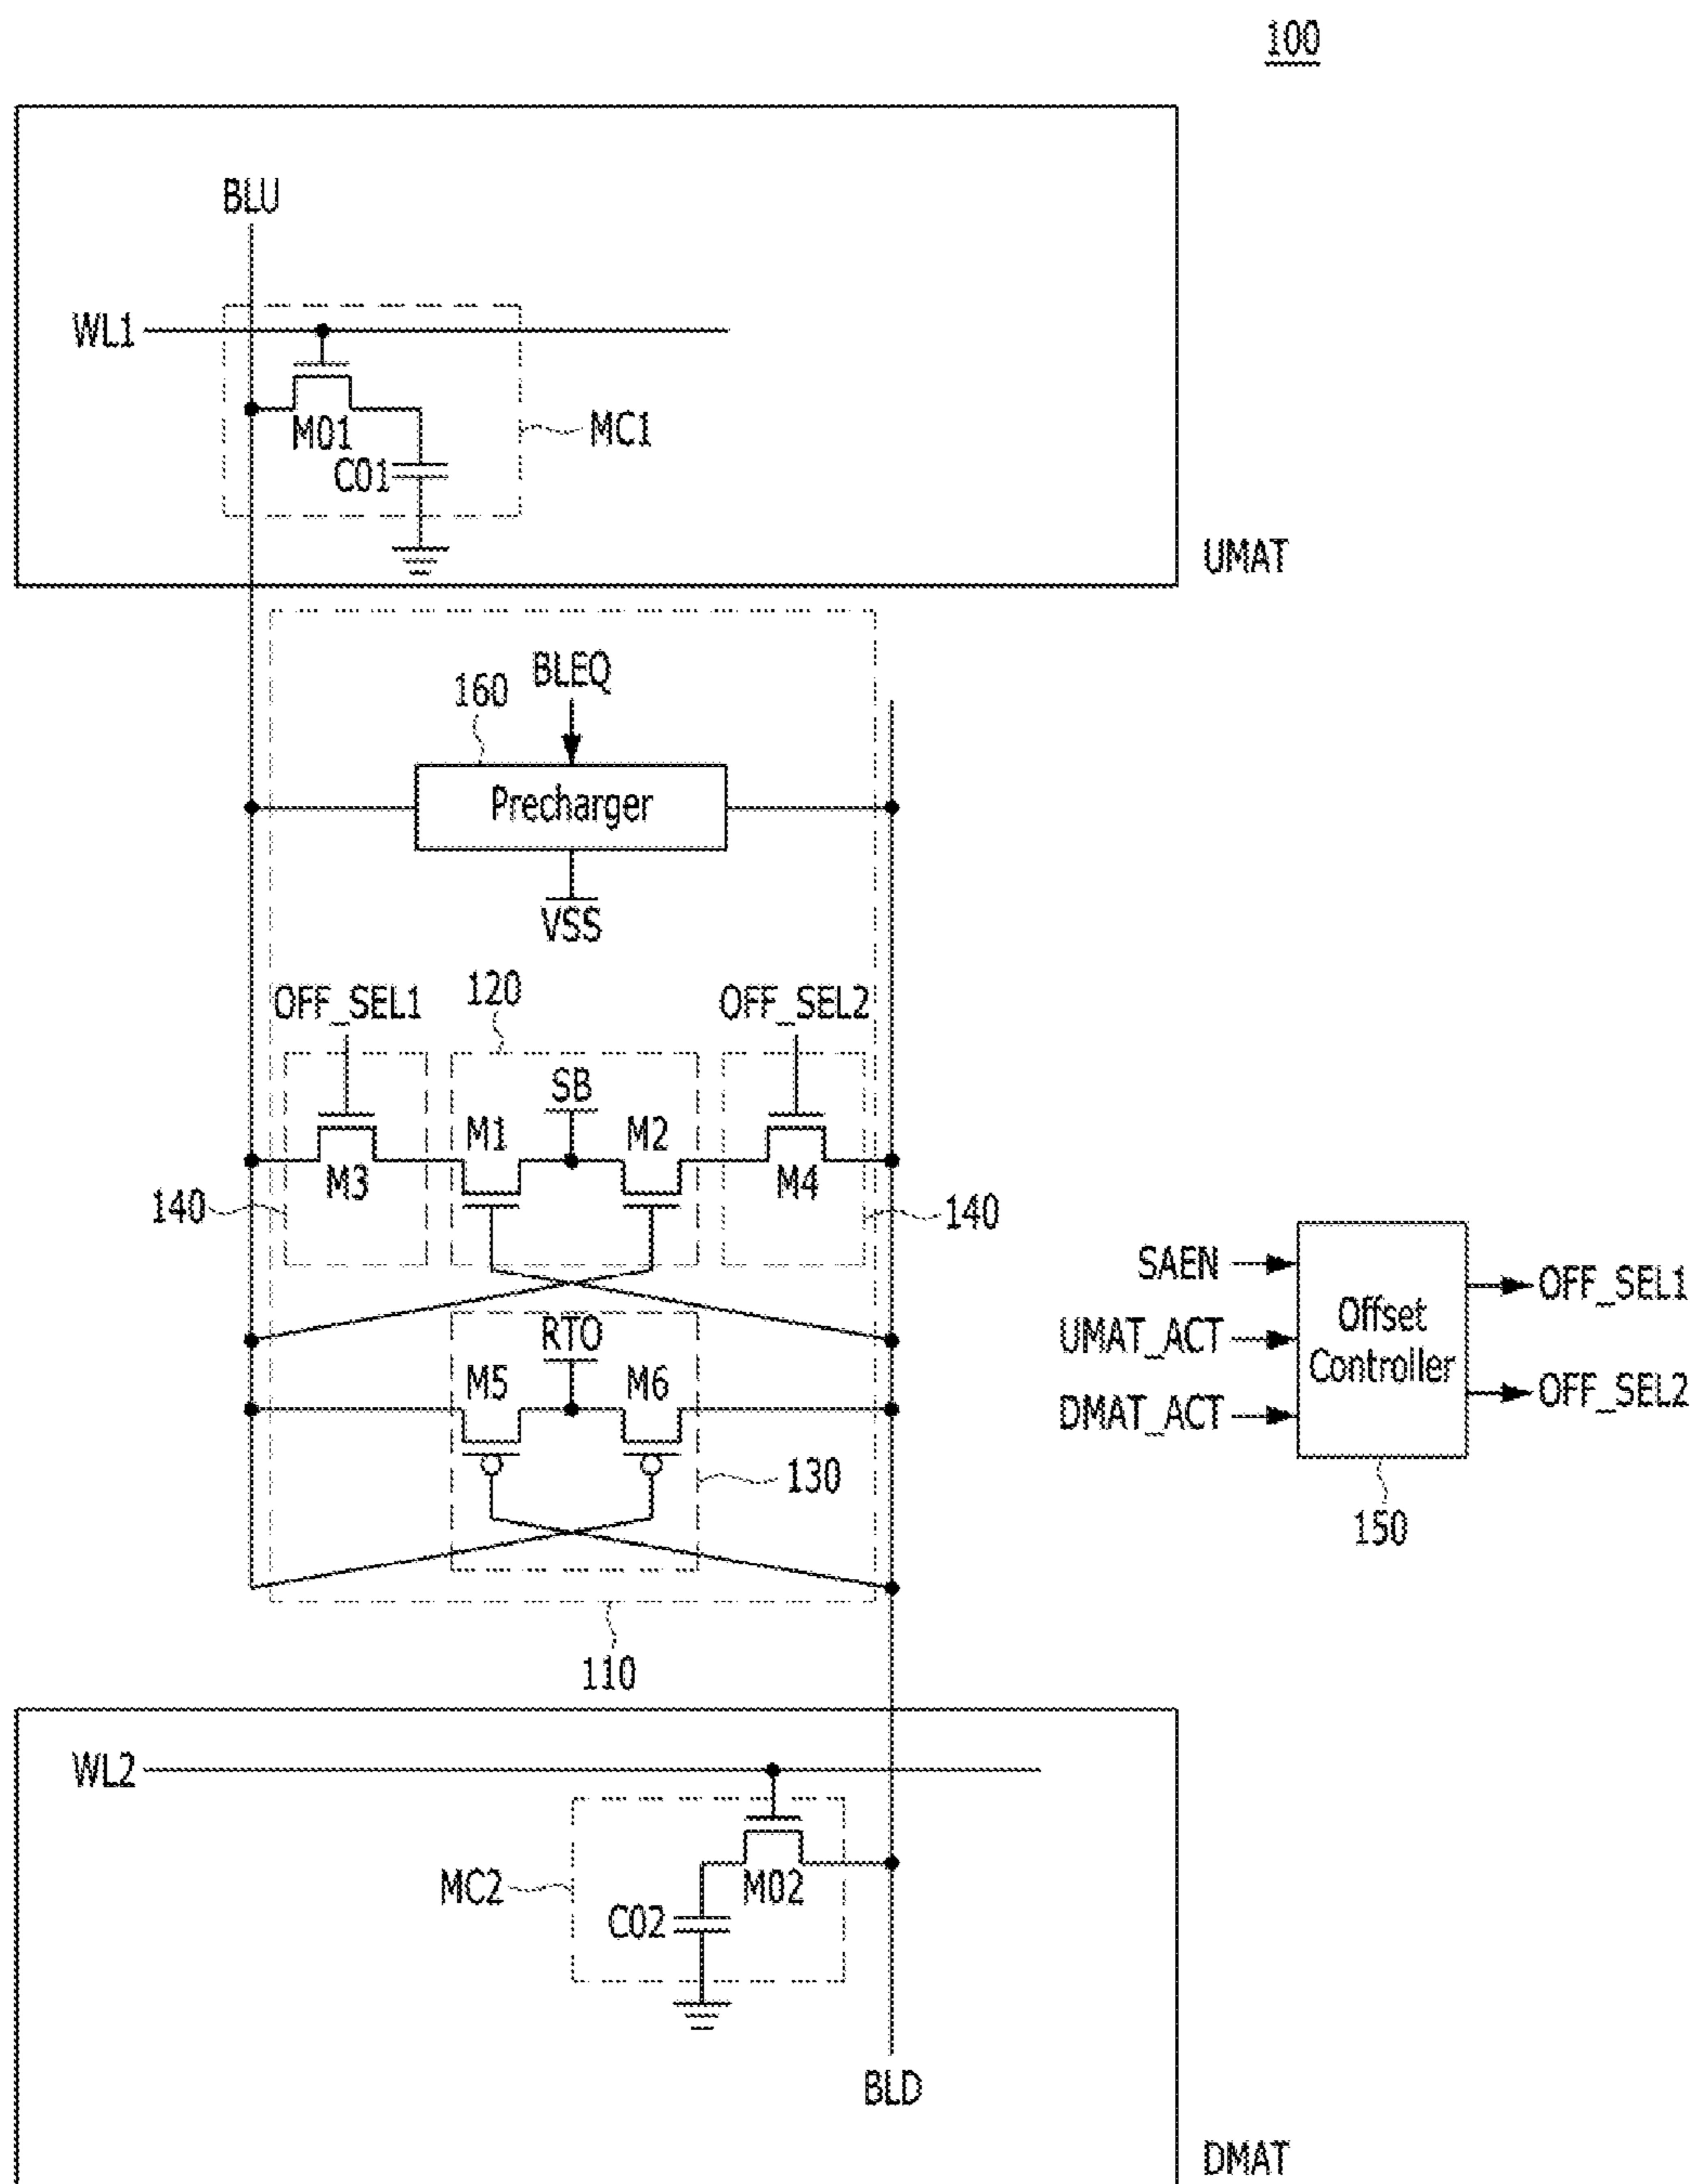 100
BLU
WL1
M01
MC1
C01
UMAT
BLEQ
160
Precharger
VSS
120
OFF_SEL1
OFF_SEL2
SB
M1
M2
M3
M4
140
140
SAEN
OFF_SEL1
Offset
Controller
UMAT_ACT
RTO
M5
M6
OFF_SEL2
DMAT_ACT
130
150
110
WL2
MC2
M02
C02
BLD
DMAT